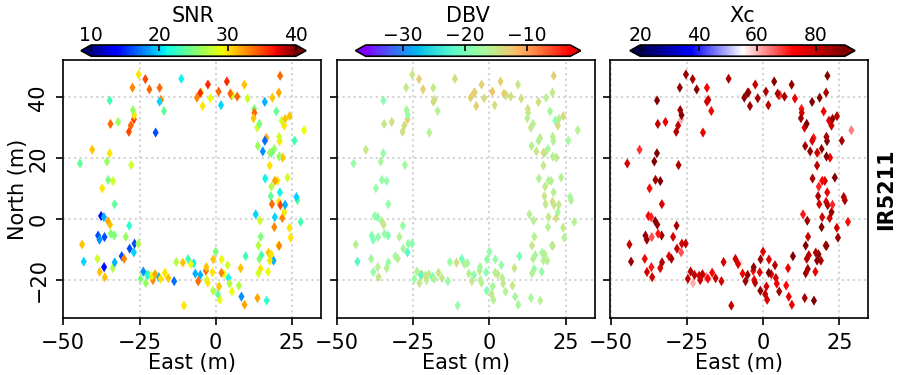 SNR DBV Xc
10 20 30 40 −30 −20 −10 20 40 60 80
North (m)
40
20
0
−20
IR5211
−50 −25 0 25 −50 −25 0 25 −50 −25 0 25
East (m) East (m) East (m)